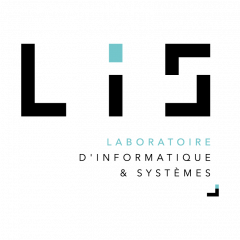 LIS
LABORATOIRE
D'INFORMATIQUE
& SYSTÈMES